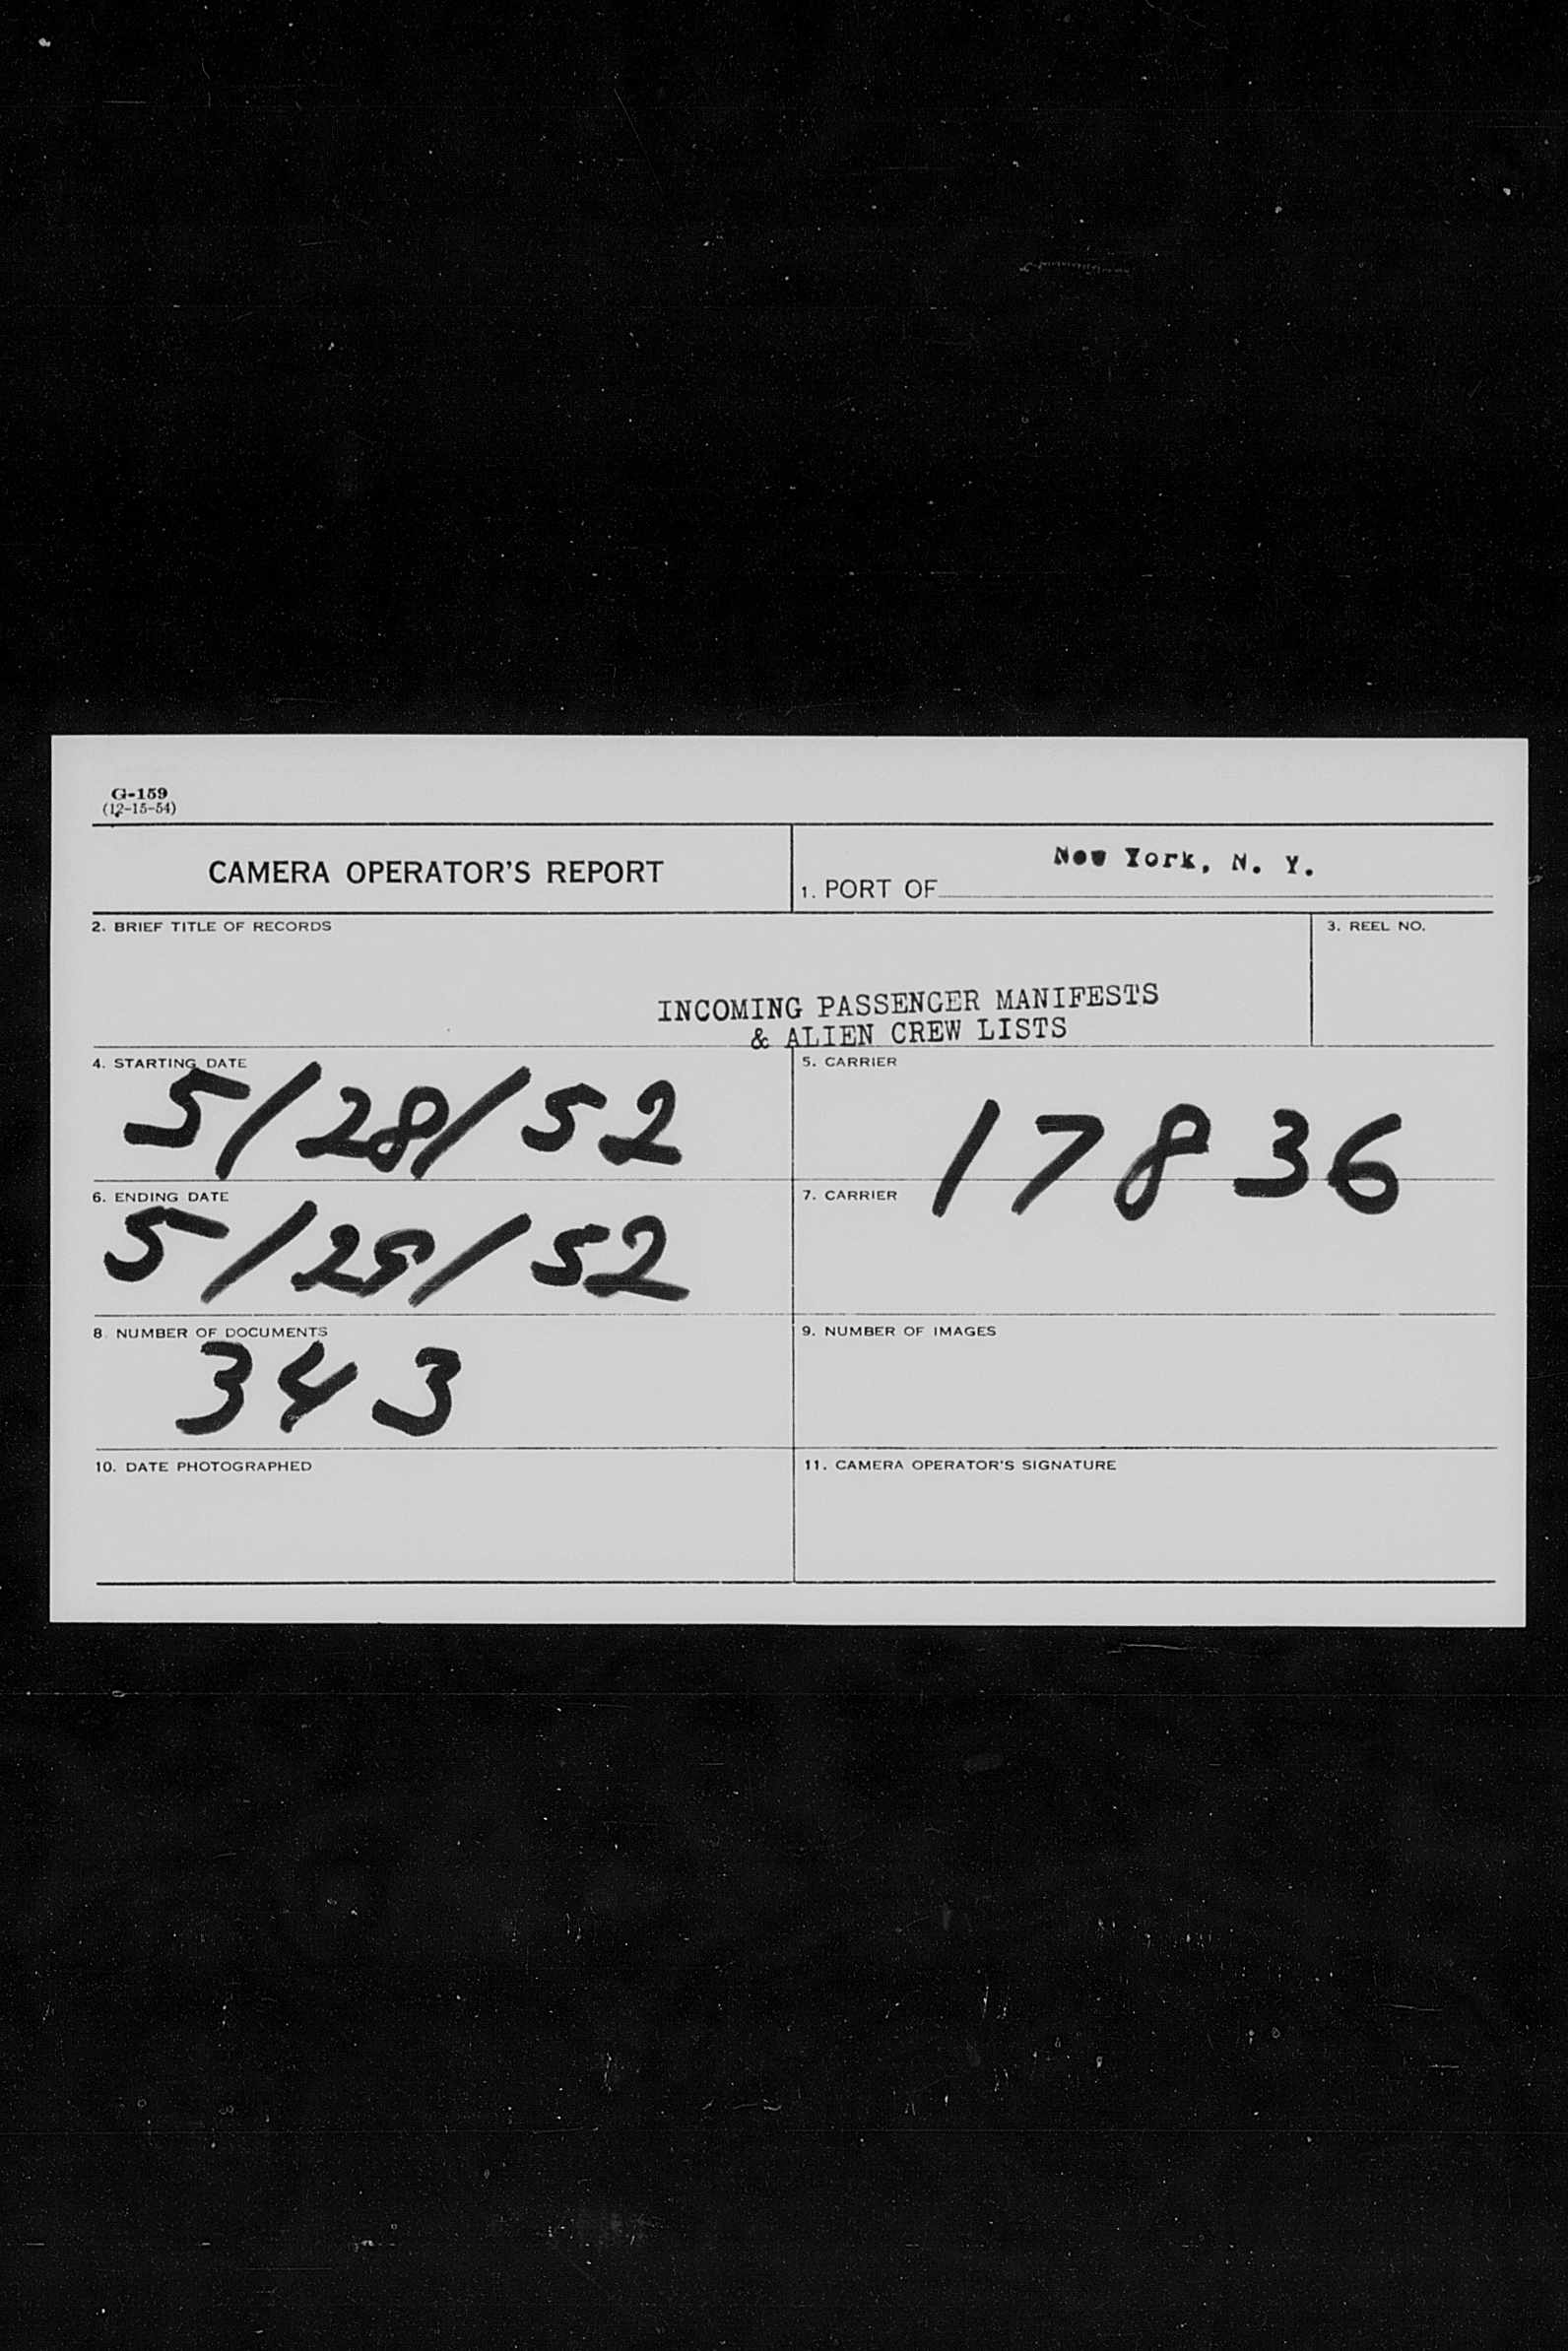 G-159
(12-15-54)
CAMERA OPERATOR'S REPORT
1. PORT OF New York, N. Y.
2. BRIEF TITLE OF RECORDS
INCOMING PASSENGER MANIFESTS
& ALIEN CREW LISTS
3. REEL NO.
4. STARTING DATE
5/28/52
5. CARRIER
17836
6. ENDING DATE
5/29/52
7. CARRIER
8. NUMBER OF DOCUMENTS
343
9. NUMBER OF IMAGES
10. DATE PHOTOGRAPHED
11. CAMERA OPERATOR'S SIGNATURE